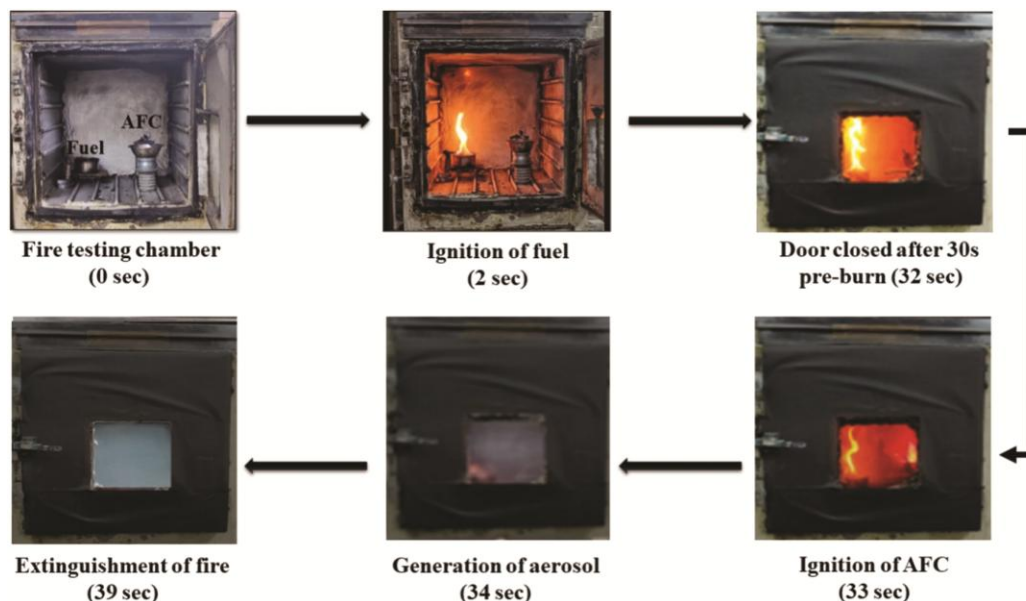 AFC
Fuel
Fire testing chamber
(0 sec)
Ignition of fuel
(2 sec)
Door closed after 30s
pre-burn (32 sec)
Ignition of AFC
(33 sec)
Generation of aerosol
(34 sec)
Extinguishment of fire
(39 sec)